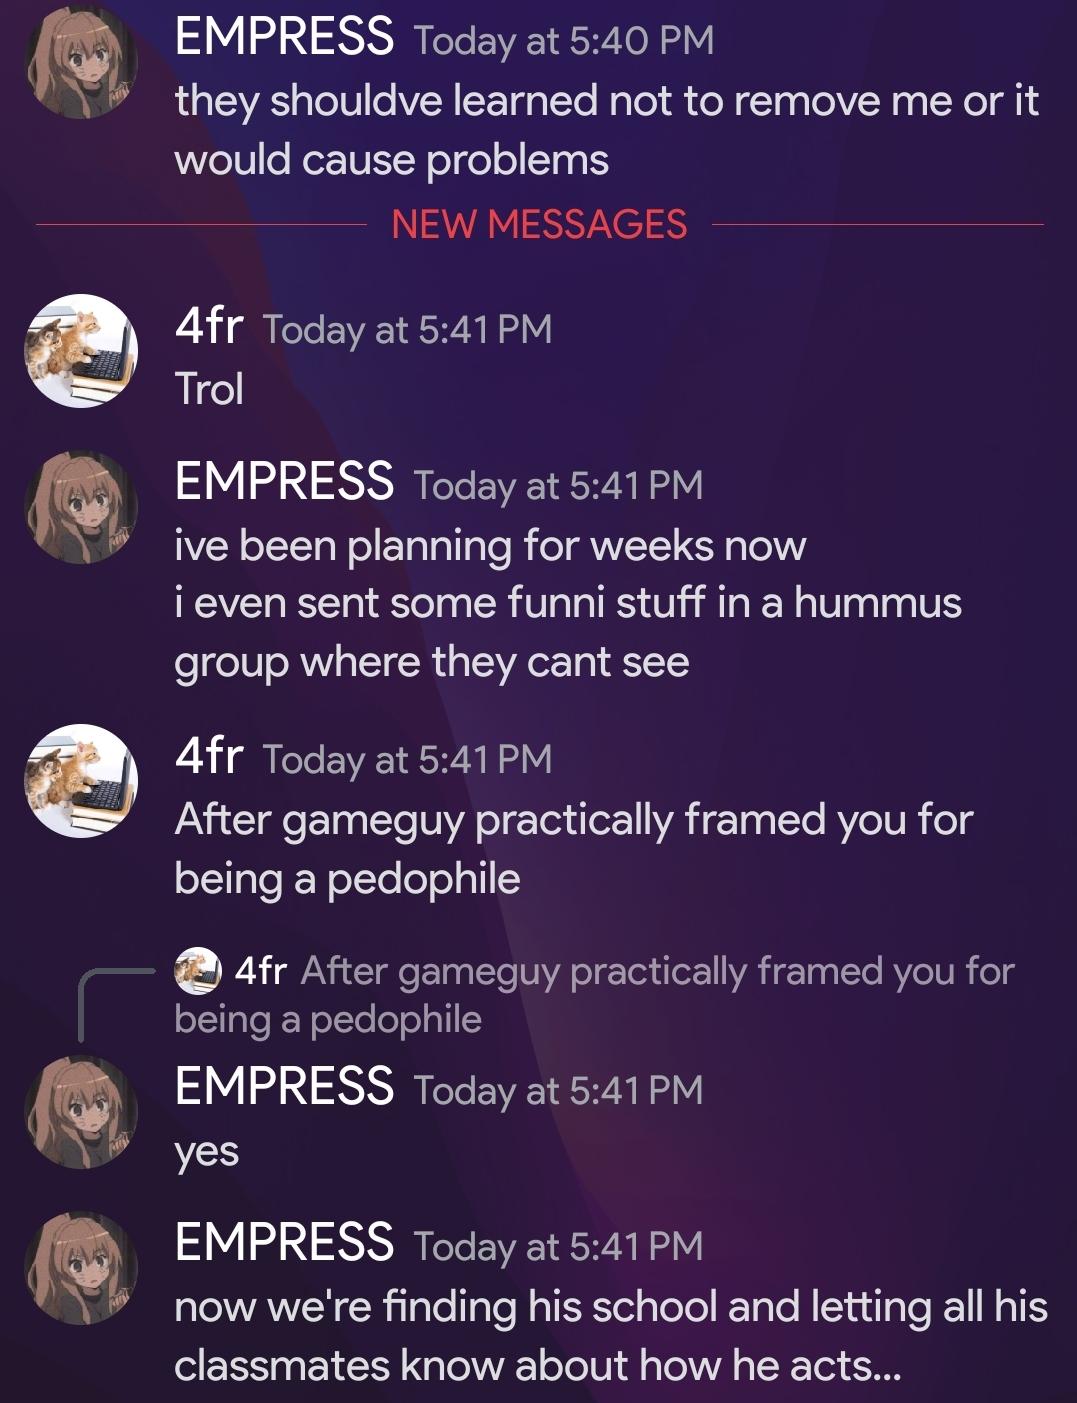 EMPRESS Today at 5:40 PM
they shouldve learned not to remove me or it
would cause problems
NEW MESSAGES
4fr Today at 5:41 PM
Trol
EMPRESS Today at 5:41 PM
ive been planning for weeks now
i even sent some funni stuff in a hummus
group where they cant see
4fr Today at 5:41 PM
After gameguy practically framed you for
being a pedophile
4fr After gameguy practically framed you for
being a pedophile
EMPRESS Today at 5:41 PM
yes
EMPRESS Today at 5:41 PM
now we're finding his school and letting all his
classmates know about how he acts...